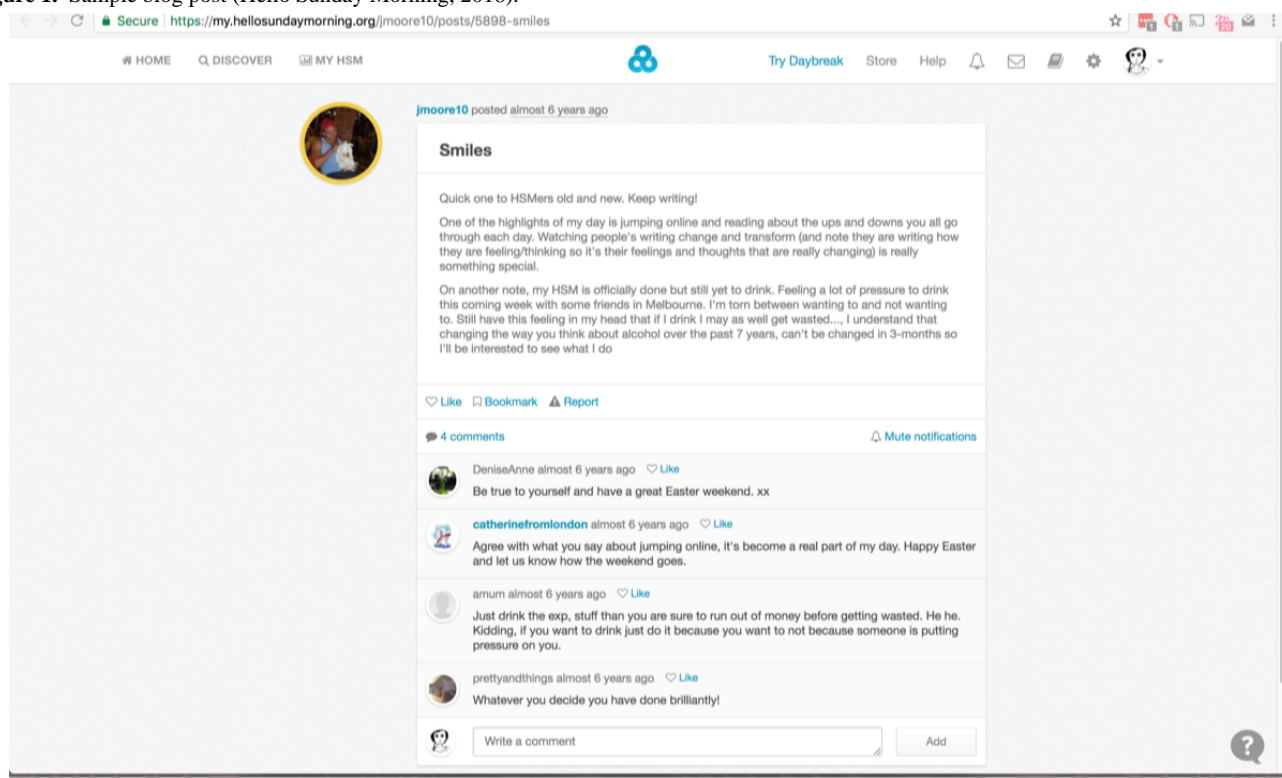 Figure 1. Sample blog post (Hello Sunday Morning, 2018).
Secure https://my.hellosundaymorning.org/jmoore10/posts/5898-smiles
HOME DISCOVER MY HSM Try Daybreak Store Help
jmoore10 posted almost 6 years ago
Smiles
Quick one to HSMers old and new. Keep writing!
One of the highlights of my day is jumping online and reading about the ups and downs you all go
through each day. Watching people's writing change and transform (and note they are writing how
they are feeling/thinking so it's their feelings and thoughts that are really changing) is really
something special.
On another note, my HSM is officially done but still yet to drink. Feeling a lot of pressure to drink
this coming week with some friends in Melbourne. I'm torn between wanting to and not wanting
to. Still have this feeling in my head that if I drink I may as well get wasted..., I understand that
changing the way you think about alcohol over the past 7 years, can't be changed in 3-months so
I'll be interested to see what I do
Like Bookmark Report
4 comments Mute notifications
DeniseAnne almost 6 years ago Like
Be true to yourself and have a great Easter weekend. xx
catherinefromlondon almost 6 years ago Like
Agree with what you say about jumping online, it's become a real part of my day. Happy Easter
and let us know how the weekend goes.
amum almost 6 years ago Like
Just drink the exp, stuff than you are sure to run out of money before getting wasted. He he.
Kidding, if you want to drink just do it because you want to not because someone is putting
pressure on you.
prettyandthings almost 6 years ago Like
Whatever you decide you have done brilliantly!
Write a comment Add